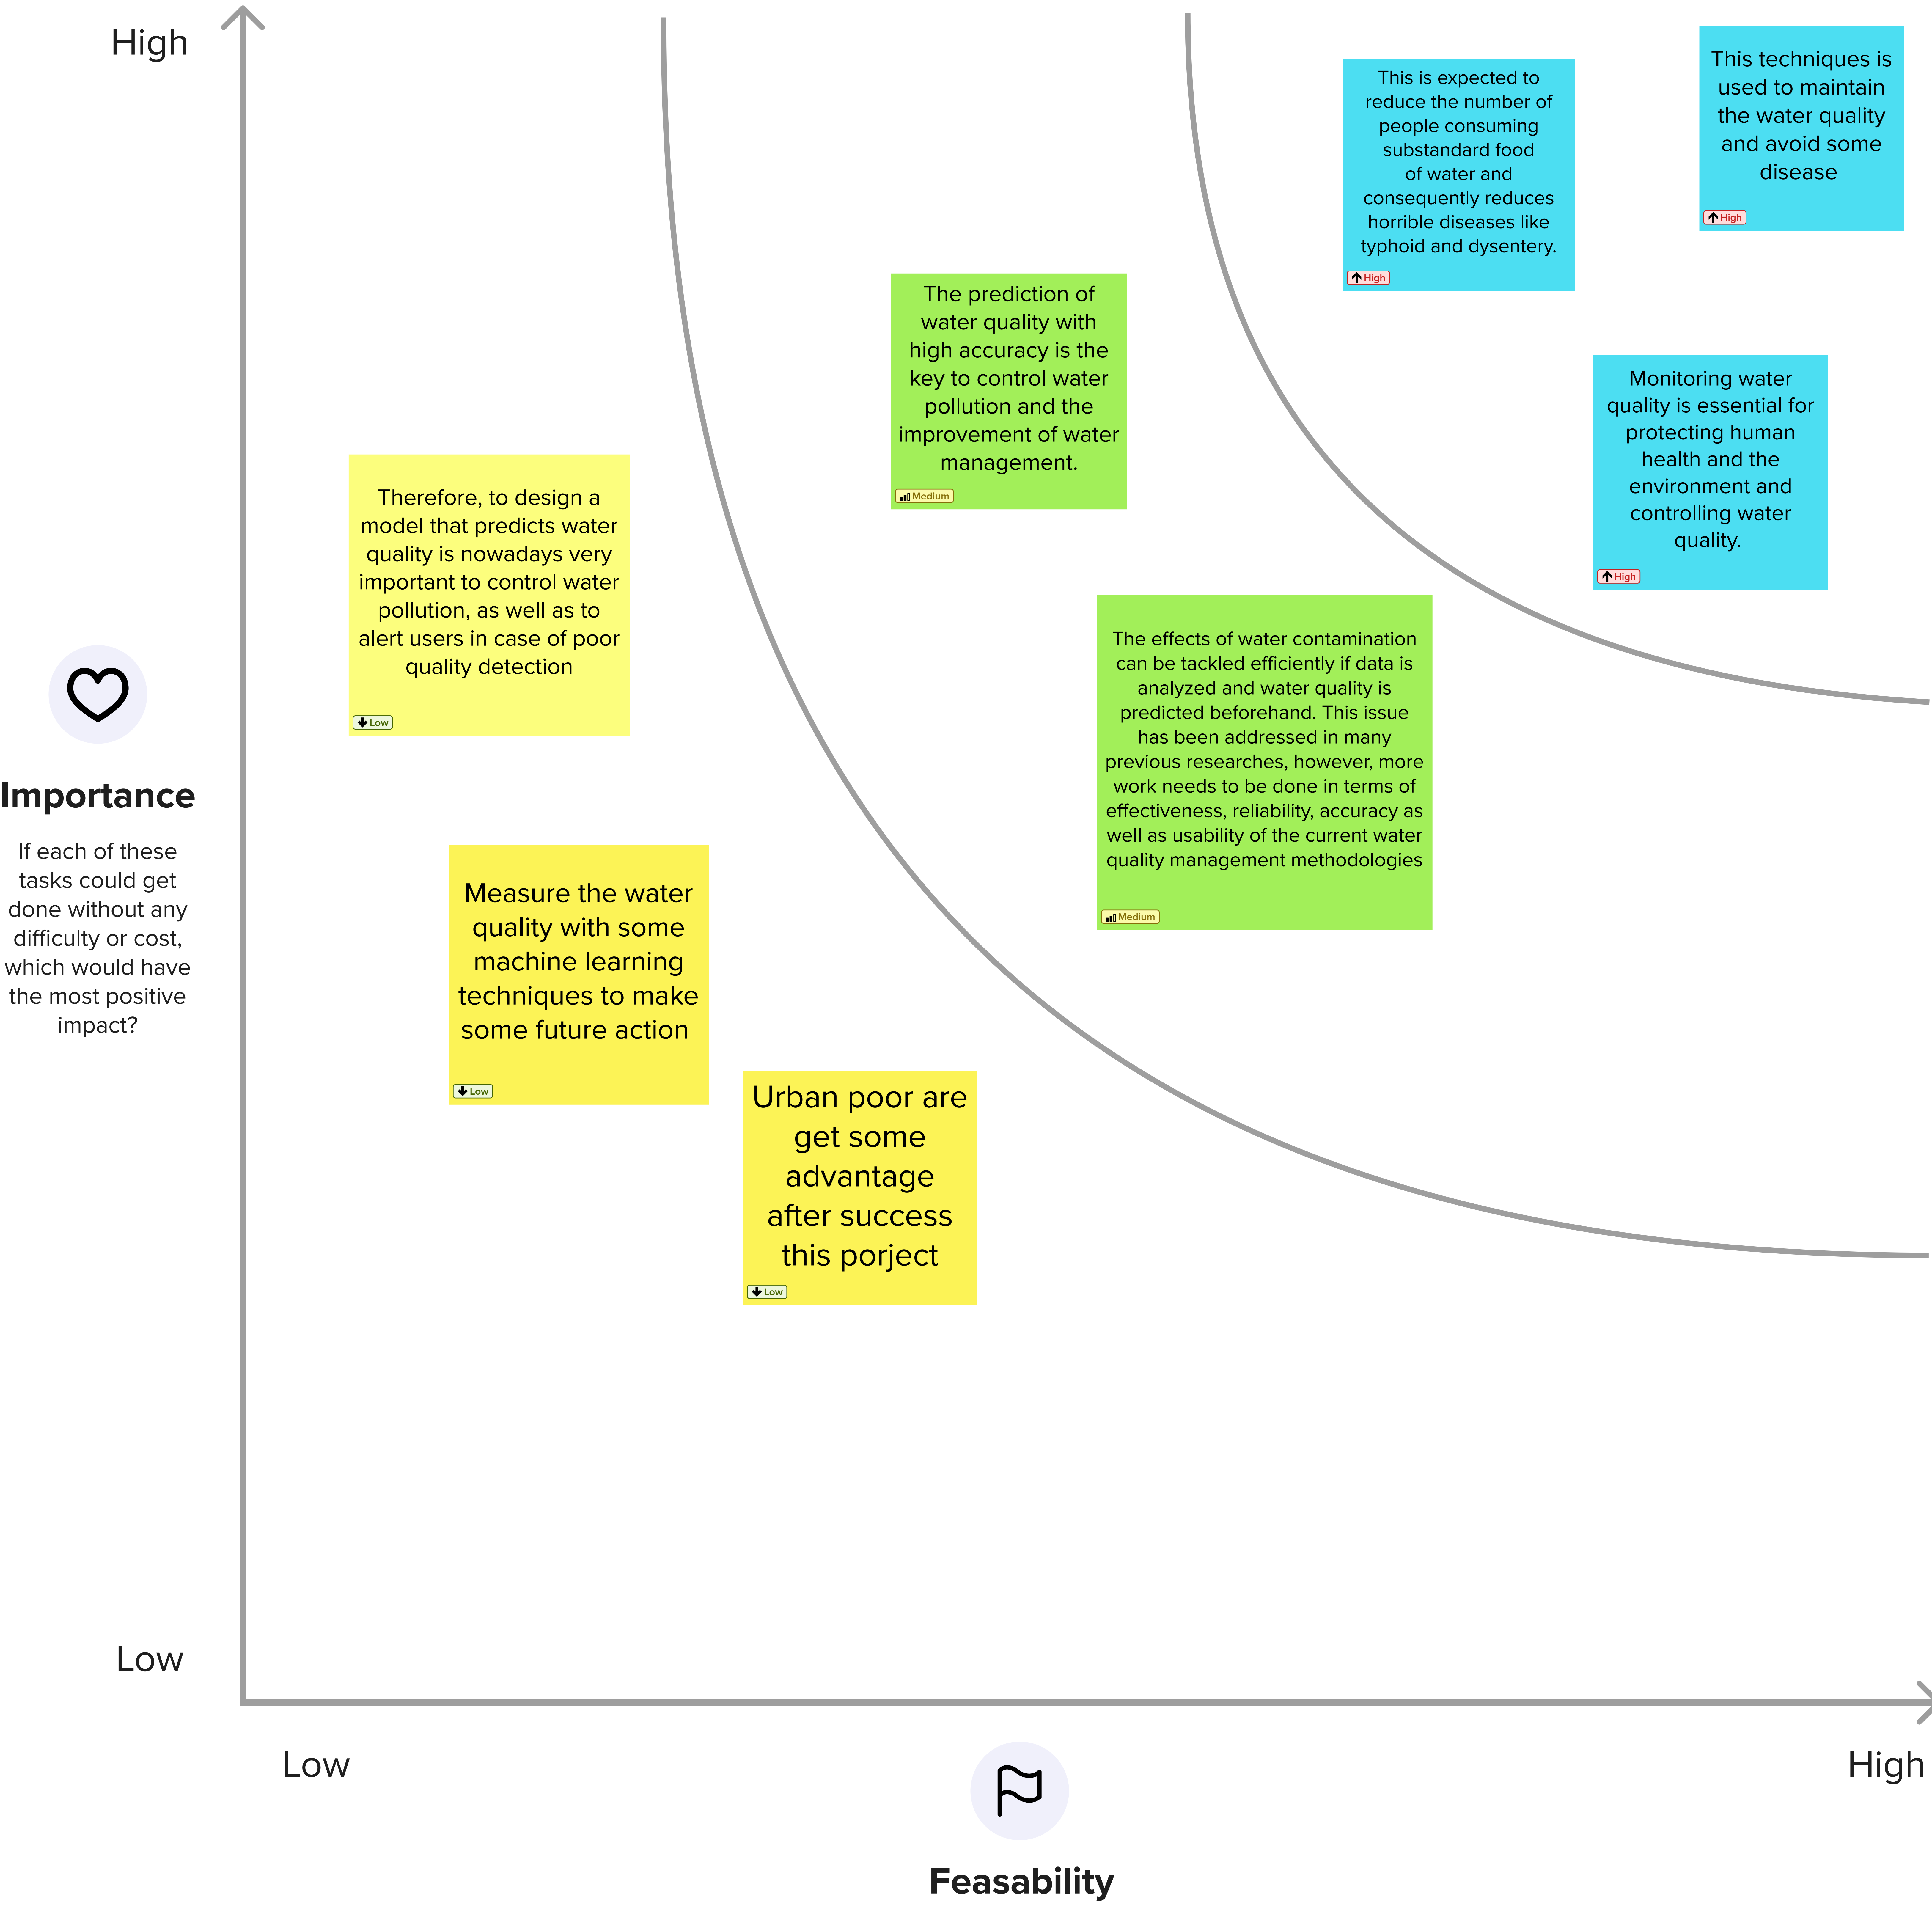 High
This is expected to
reduce the number of
people consuming
substandard food
of water and
consequently reduces
horrible diseases like
typhoid and dysentery.
High
This techniques is
used to maintain
the water quality
and avoid some
disease
High
The prediction of
water quality with
high accuracy is the
key to control water
pollution and the
improvement of water
management.
Medium
Monitoring water
quality is essential for
protecting human
health and the
environment and
controlling water
quality.
High
Therefore, to design a
model that predicts water
quality is nowadays very
important to control water
pollution, as well as to
alert users in case of poor
quality detection
Low
The effects of water contamination
can be tackled efficiently if data is
analyzed and water quality is
predicted beforehand. This issue
has been addressed in many
previous researches, however, more
work needs to be done in terms of
effectiveness, reliability, accuracy as
well as usability of the current water
quality management methodologies
Medium
Importance
If each of these
tasks could get
done without any
difficulty or cost,
which would have
the most positive
impact?
Measure the water
quality with some
machine learning
techniques to make
some future action
Low
Urban poor are
get some
advantage
after success
this porject
Low
Low
Low
High
Feasability